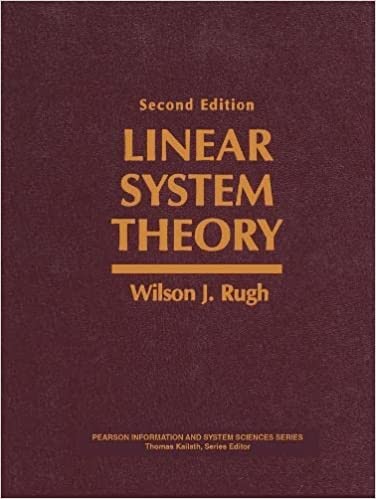 Second Edition
LINEAR
SYSTEM
THEORY
Wilson J. Rugh
PEARSON INFORMATION AND SYSTEM SCIENCES SERIES
Thomas Kailath, Series Editor